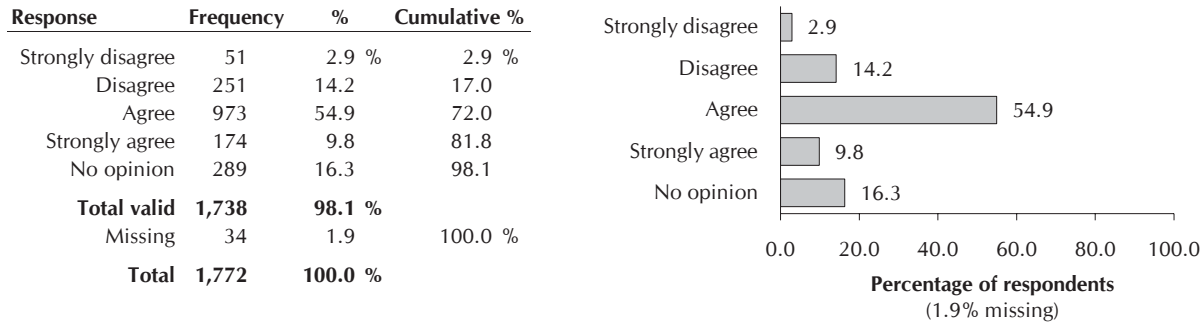 Response Frequency % Cumulative %
Strongly disagree 51 2.9 % 2.9 %
Disagree 251 14.2 17.0
Agree 973 54.9 72.0
Strongly agree 174 9.8 81.8
No opinion 289 16.3 98.1
Total valid 1,738 98.1 %
Missing 34 1.9 100.0 %
Total 1,772 100.0 %
Strongly disagree 2.9
Disagree 14.2
Agree 54.9
Strongly agree 9.8
No opinion 16.3
0.0 20.0 40.0 60.0 80.0 100.0
Percentage of respondents
(1.9% missing)